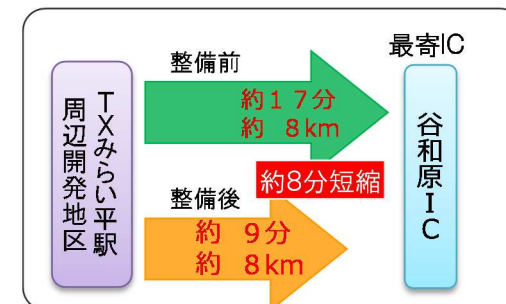 最寄IC
整備前
約１７分
約　８km
TXみらい平駅
周辺開発地区
谷和原ＩＣ
約8分短縮
整備後
約　９分
約　８km